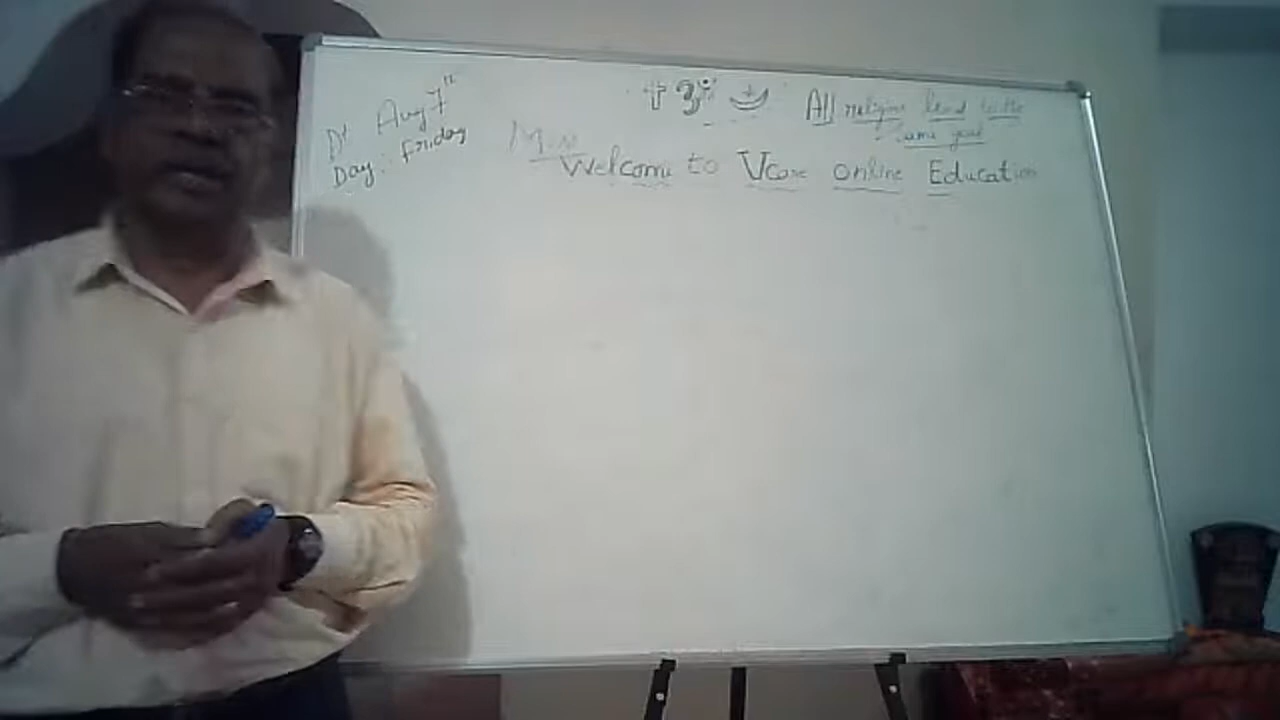 Dt Aug 7th
Day: Friday
ॐ All religions lead to the
same goal
Welcome to Vcare online Education